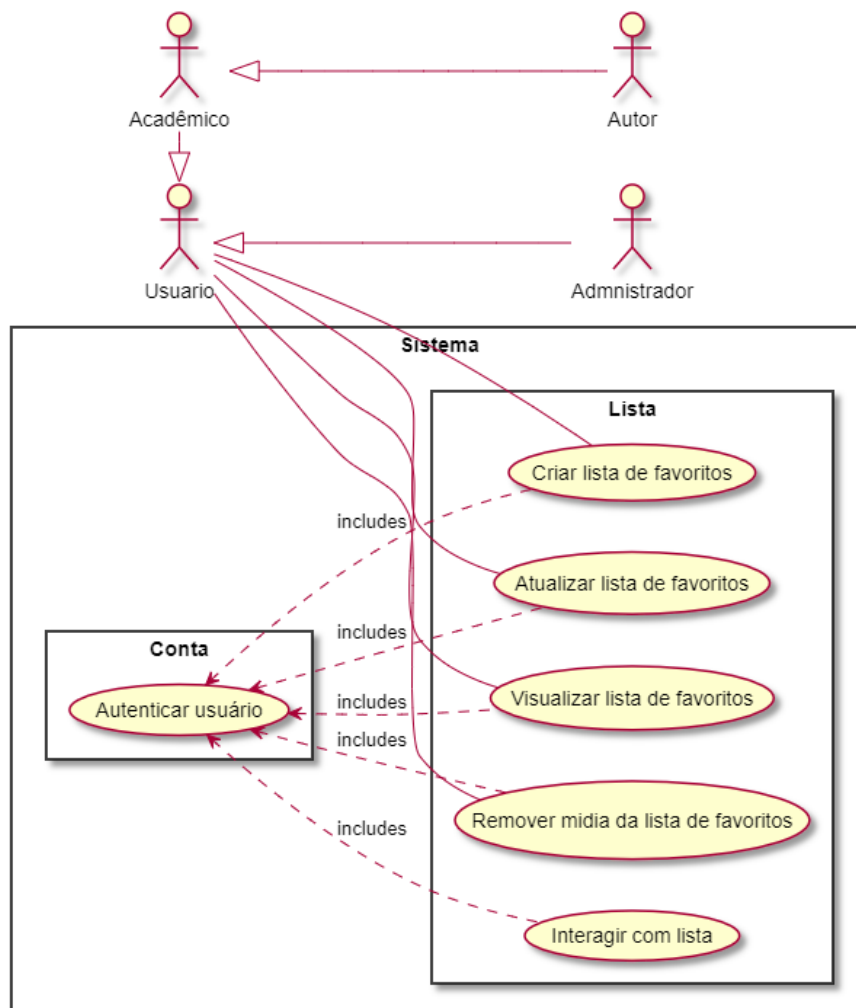 Acadêmico
Autor
Usuario
Admnistrador
Sistema
Lista
Criar lista de favoritos
includes
Atualizar lista de favoritos
includes
Conta
Autenticar usuário
includes
Visualizar lista de favoritos
includes
Remover midia da lista de favoritos
includes
Interagir com lista